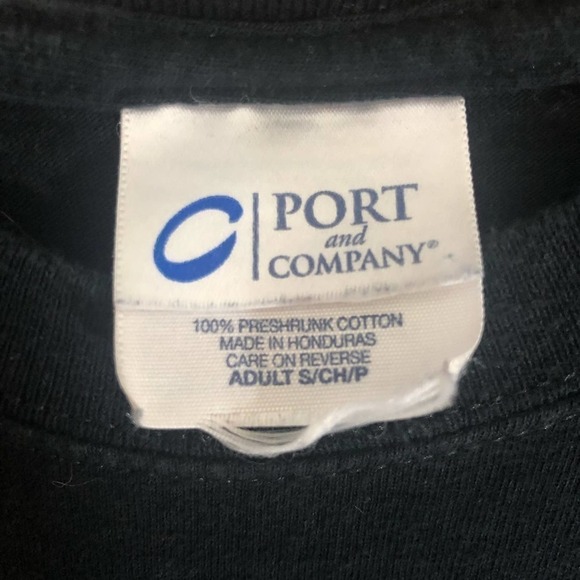 PORT
and
COMPANY®
100% PRESHRUNK COTTON
MADE IN HONDURAS
CARE ON REVERSE
ADULT S/CH/P